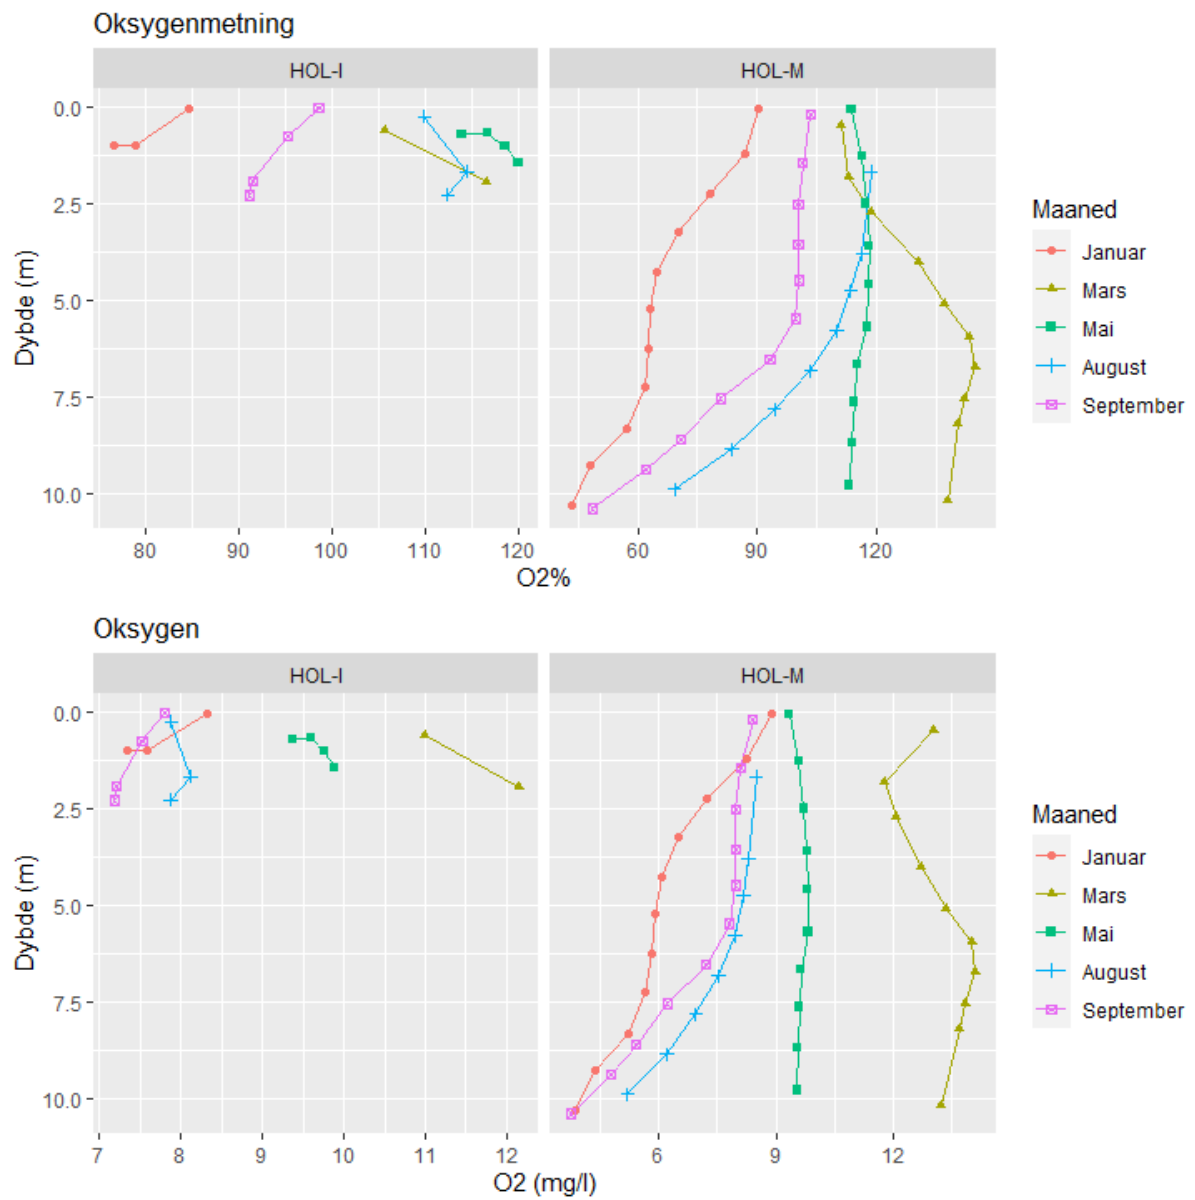 Oksygenmetning
HOL-I HOL-M
0.0
2.5
5.0
7.5
10.0
Dybde (m)
80 90 100 110 120 60 90 120
O2%
Maaned
Januar
Mars
Mai
August
September
Oksygen
HOL-I HOL-M
0.0
2.5
5.0
7.5
10.0
Dybde (m)
7 8 9 10 11 12 6 9 12
O2 (mg/l)
Maaned
Januar
Mars
Mai
August
September